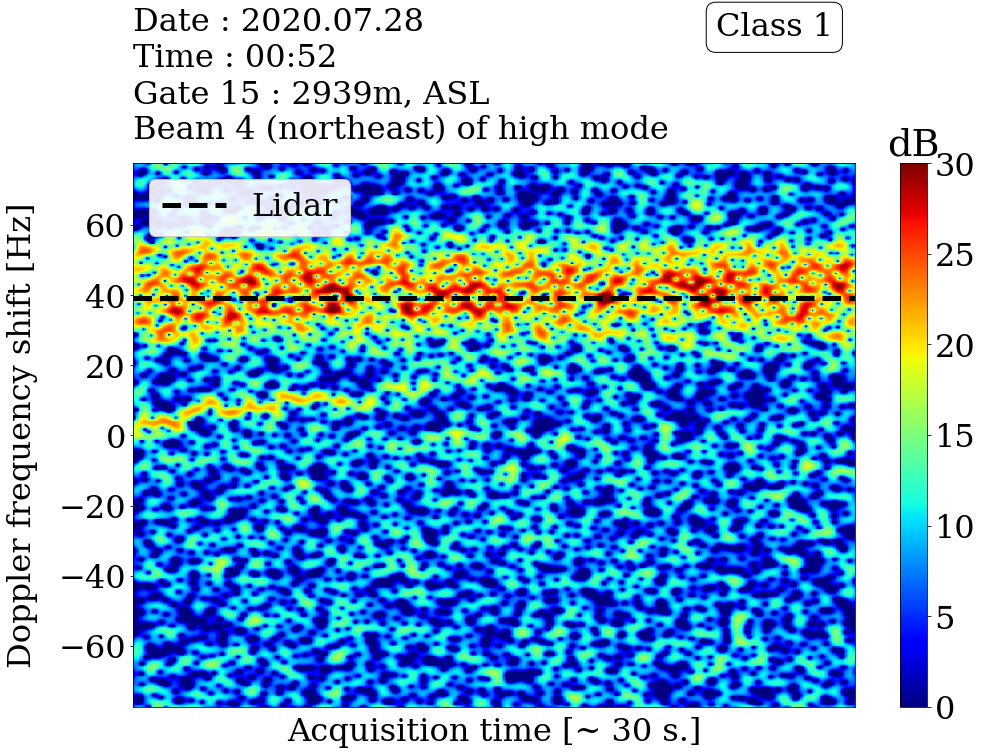 Date : 2020.07.28
Class 1
Time : 00:52
Gate 15 : 2939m, ASL
Beam 4 (northeast) of high mode
dB
Lidar
Doppler frequency shift [Hz]
60
40
20
0
−20
−40
−60
30
25
20
15
10
5
0
Acquisition time [~ 30 s.]